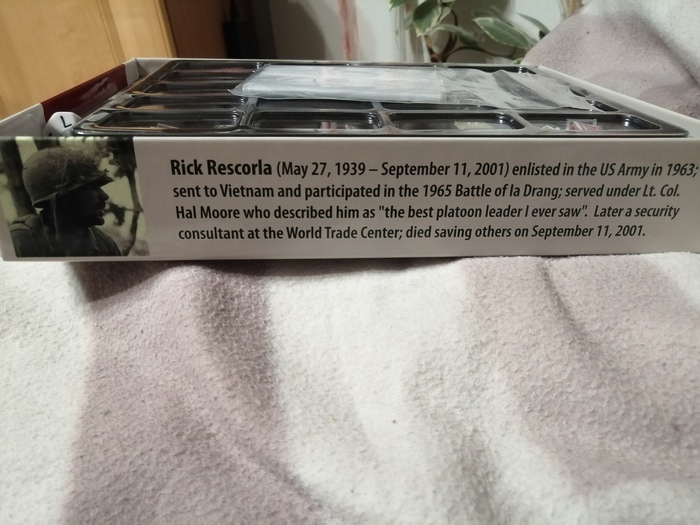 L
Rick Rescorla (May 27, 1939 – September 11, 2001) enlisted in the US Army in 1963;
sent to Vietnam and participated in the 1965 Battle of Ia Drang; served under Lt. Col.
Hal Moore who described him as "the best platoon leader I ever saw". Later a security
consultant at the World Trade Center; died saving others on September 11, 2001.